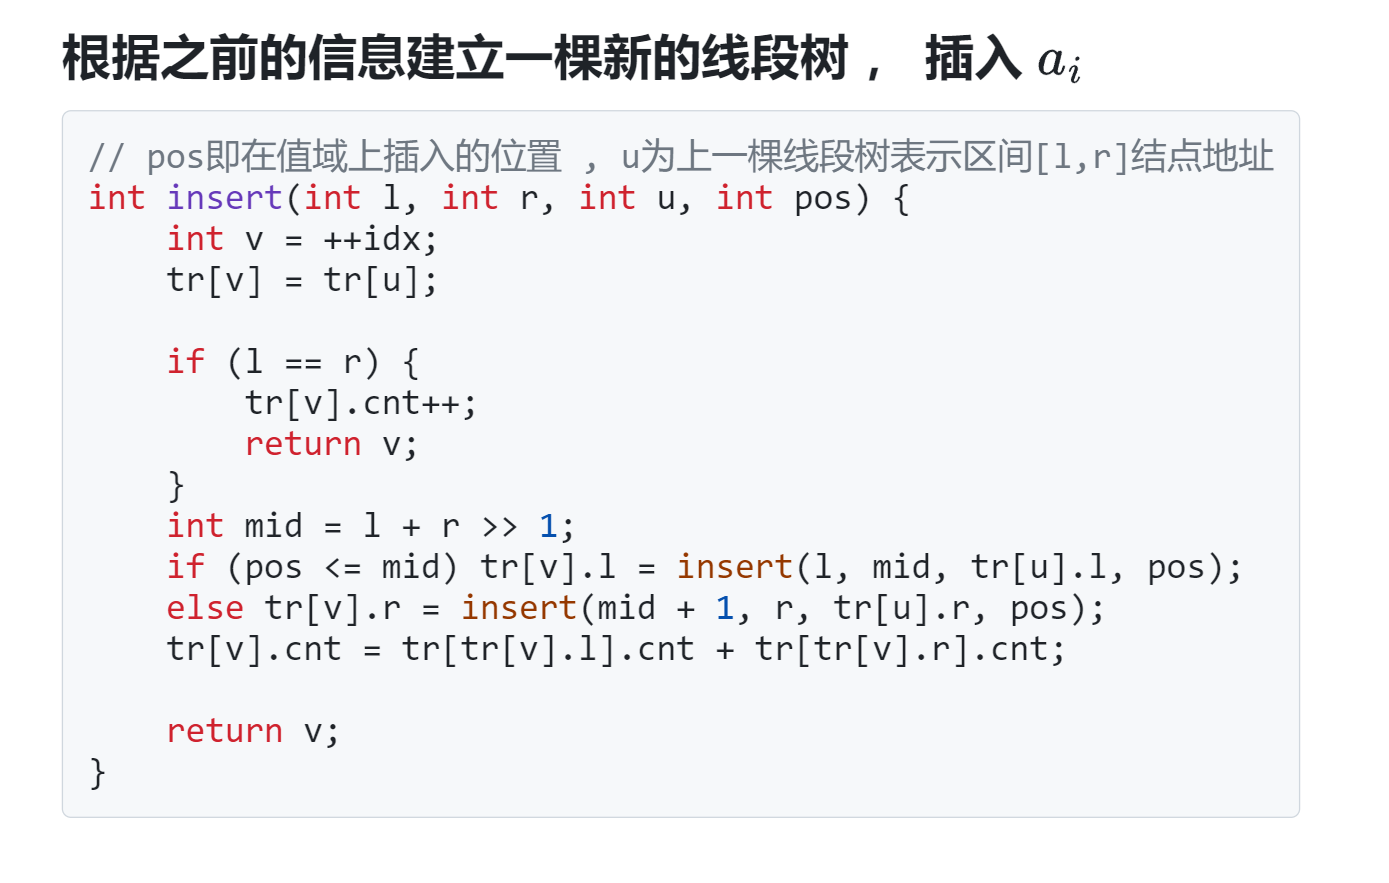 根据之前的信息建立一棵新的线段树， 插入 aᵢ
// pos即在值域上插入的位置 , u为上一棵线段树表示区间[l,r]结点地址
int insert(int l, int r, int u, int pos) {
    int v = ++idx;
    tr[v] = tr[u];
    if (l == r) {
        tr[v].cnt++;
        return v;
    }
    int mid = l + r >> 1;
    if (pos <= mid) tr[v].l = insert(l, mid, tr[u].l, pos);
    else tr[v].r = insert(mid + 1, r, tr[u].r, pos);
    tr[v].cnt = tr[tr[v].l].cnt + tr[tr[v].r].cnt;
    return v;
}